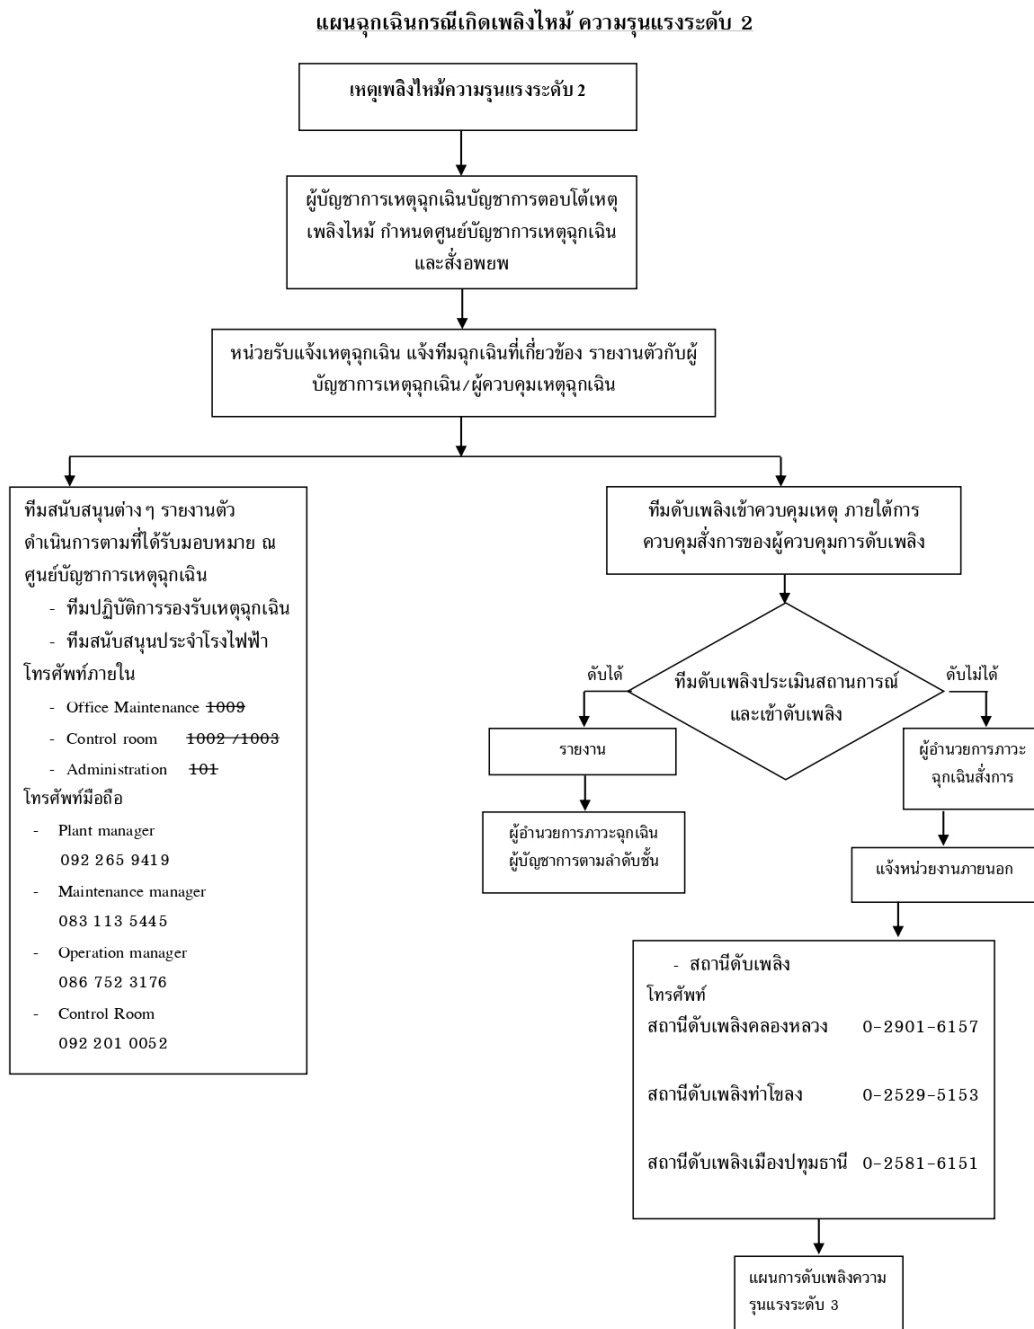 แผนฉุกเฉินกรณีเกิดเพลิงไหม้ ความรุนแรงระดับ 2
เหตุเพลิงไหม้ความรุนแรงระดับ 2
ผู้บัญชาการเหตุฉุกเฉินบัญชาการตอบโต้เหตุ
เพลิงไหม้ กำหนดศูนย์บัญชาการเหตุฉุกเฉิน
และสั่งอพยพ
หน่วยรับแจ้งเหตุฉุกเฉิน แจ้งทีมฉุกเฉินที่เกี่ยวข้อง รายงานตัวกับผู้
บัญชาการเหตุฉุกเฉิน/ผู้ควบคุมเหตุฉุกเฉิน
ทีมสนับสนุนต่าง ๆ รายงานตัว
ดำเนินการตามที่ได้รับมอบหมาย ณ
ศูนย์บัญชาการเหตุฉุกเฉิน
- ทีมปฏิบัติการรองรับเหตุฉุกเฉิน
- ทีมสนับสนุนประจำโรงไฟฟ้า
โทรศัพท์ภายใน
- Office Maintenance 1009
- Control room 1002 /1003
- Administration 101
โทรศัพท์มือถือ
- Plant manager
092 265 9419
- Maintenance manager
083 113 5445
- Operation manager
086 752 3176
- Control Room
092 201 0052
ทีมดับเพลิงเข้าควบคุมเหตุ ภายใต้การ
ควบคุมสั่งการของผู้ควบคุมการดับเพลิง
ทีมดับเพลิงประเมินสถานการณ์
และเข้าดับเพลิง
ดับได้
รายงาน
ผู้อำนวยการภาวะฉุกเฉิน
ผู้บัญชาการตามลำดับชั้น
ดับไม่ได้
ผู้อำนวยการภาวะ
ฉุกเฉินสั่งการ
แจ้งหน่วยงานภายนอก
- สถานีดับเพลิง
โทรศัพท์
สถานีดับเพลิงคลองหลวง 0-2901-6157
สถานีดับเพลิงท่าโขลง 0-2529-5153
สถานีดับเพลิงเมืองปทุมธานี 0-2581-6151
แผนการดับเพลิงความ
รุนแรงระดับ 3